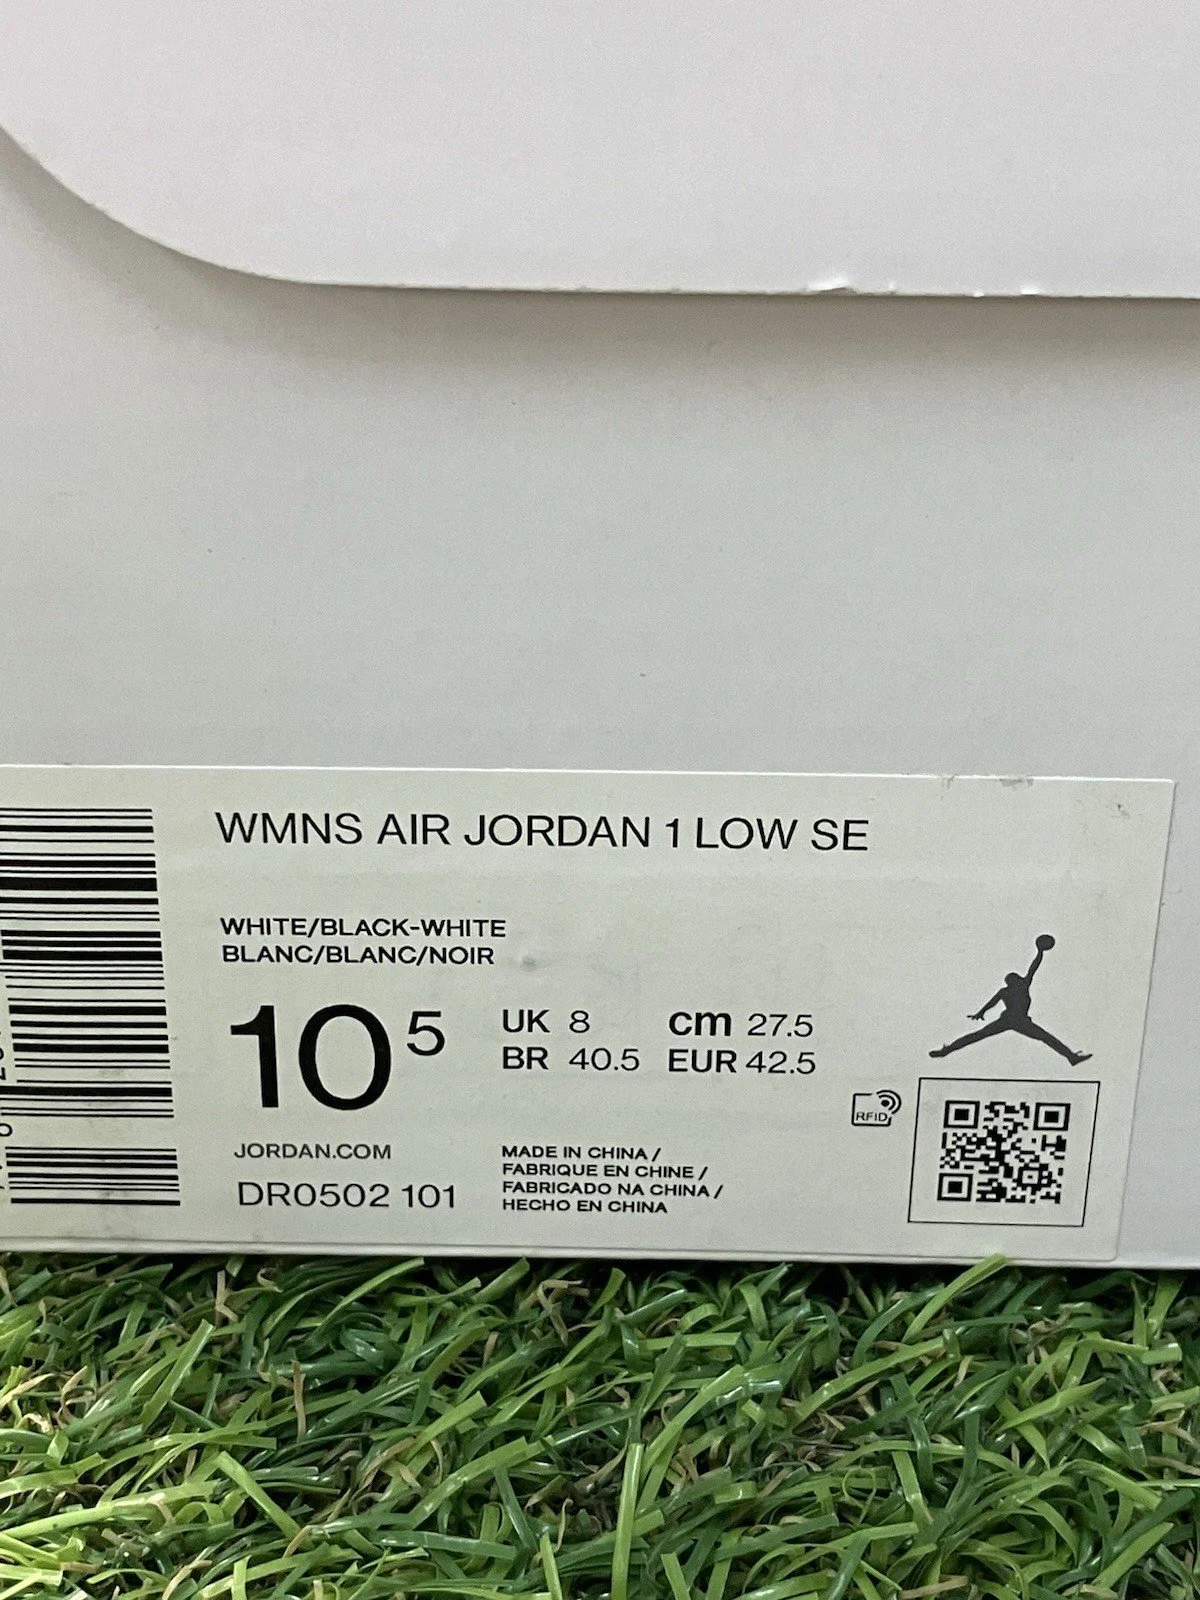 WMNS AIR JORDAN 1 LOW SE
WHITE/BLACK-WHITE
BLANC/BLANC/NOIR
10 5
UK 8 cm 27.5
BR 40.5 EUR 42.5
RFID
JORDAN.COM
DR0502 101
MADE IN CHINA /
FABRIQUE EN CHINE /
FABRICADO NA CHINA /
HECHO EN CHINA